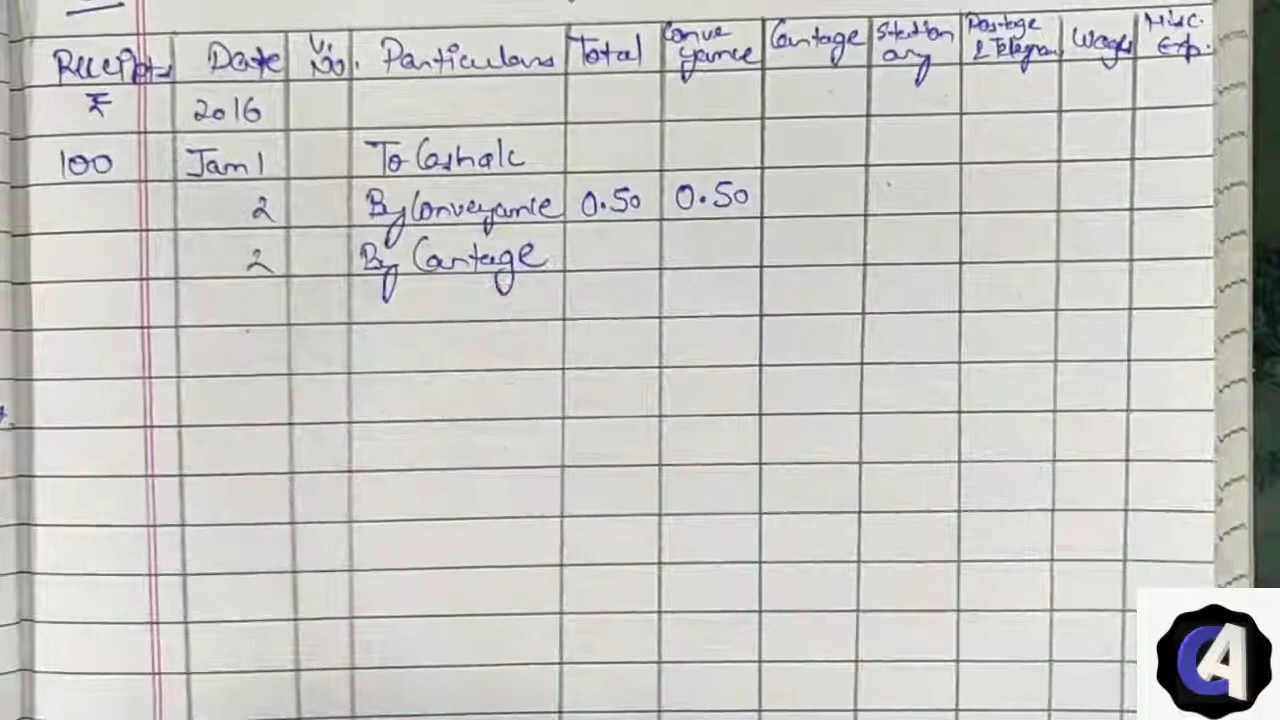 Receipts Date V. No. Particulars Total Conveyance Cartage Stationary Postage & Telegram Wages Misc. Exp.
₹ 2016
100 Jan 1 To Cash a/c
2 By Conveyance 0.50 0.50
2 By Cartage
CA